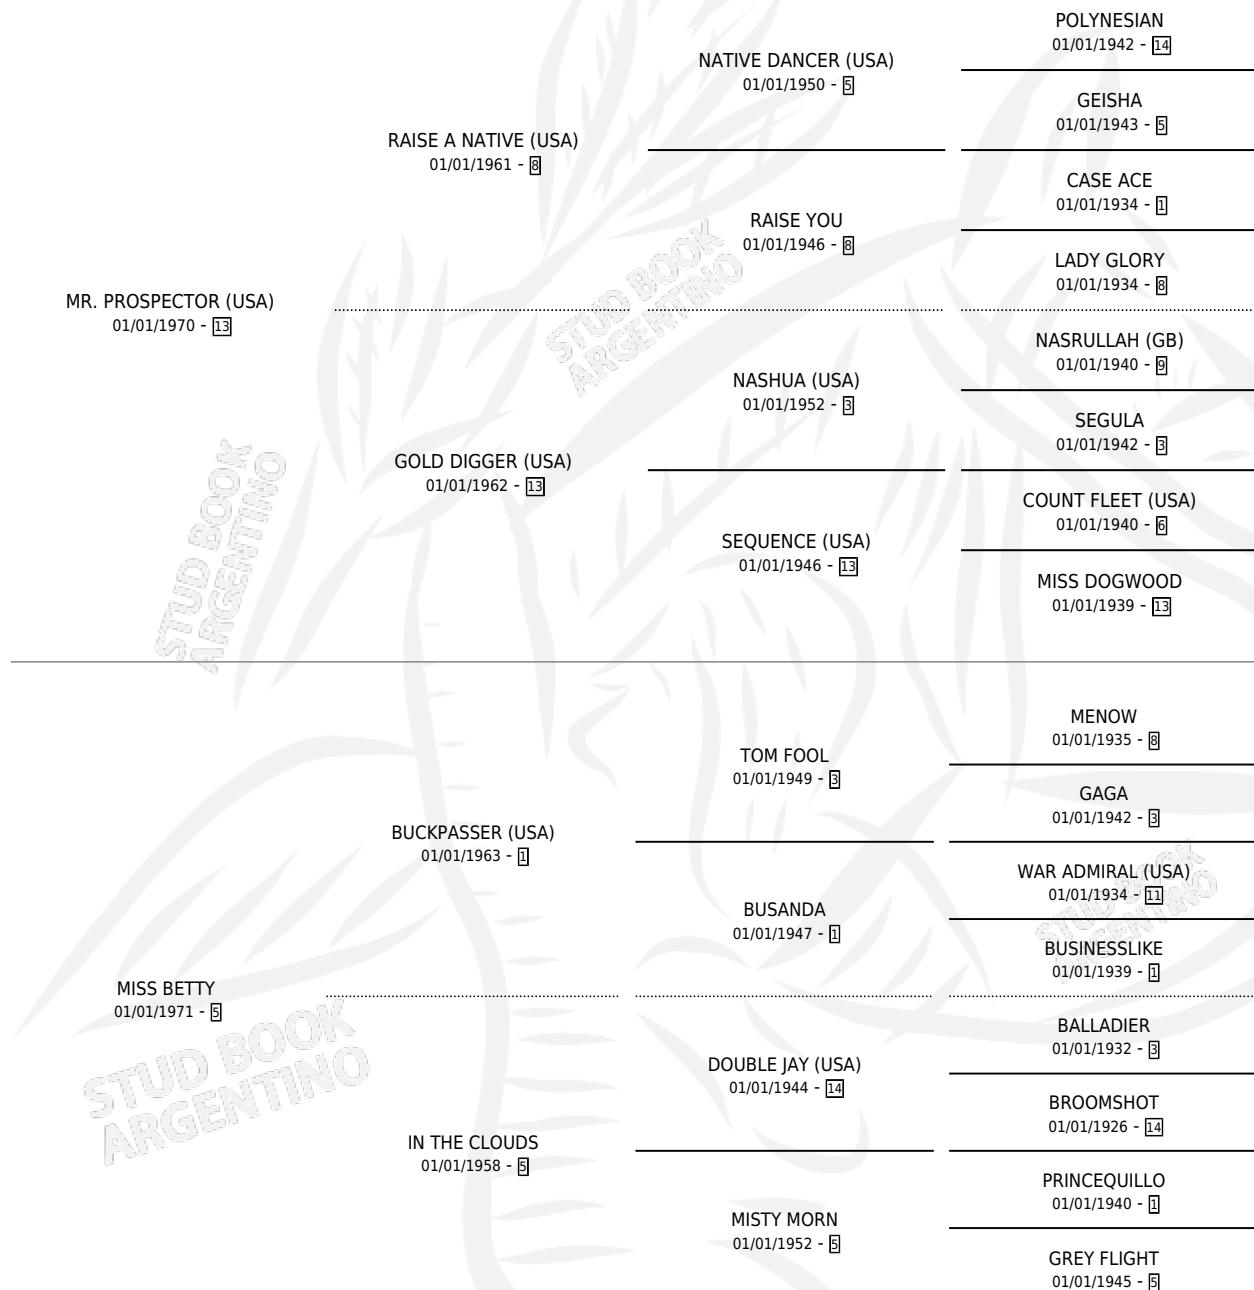 POLYNESIAN
01/01/1942 - 14
NATIVE DANCER (USA)
01/01/1950 - 5
GEISHA
01/01/1943 - 5
RAISE A NATIVE (USA)
01/01/1961 - 8
CASE ACE
01/01/1934 - 1
RAISE YOU
01/01/1946 - 8
LADY GLORY
01/01/1934 - 8
MR. PROSPECTOR (USA)
01/01/1970 - 13
STUD BOOK
ARGENTINO
NASRULLAH (GB)
01/01/1940 - 9
NASHUA (USA)
01/01/1952 - 3
SEGULA
01/01/1942 - 3
GOLD DIGGER (USA)
01/01/1962 - 13
COUNT FLEET (USA)
01/01/1940 - 6
SEQUENCE (USA)
01/01/1946 - 13
MISS DOGWOOD
01/01/1939 - 13
STUD BOOK
ARGENTINO
MENOW
01/01/1935 - 8
TOM FOOL
01/01/1949 - 3
GAGA
01/01/1942 - 3
BUCKPASSER (USA)
01/01/1963 - 1
WAR ADMIRAL (USA)
01/01/1934 - 11
STUD BOOK
ARGENTINO
BUSANDA
01/01/1947 - 1
BUSINESSLIKE
01/01/1939 - 1
MISS BETTY
01/01/1971 - 5
STUD BOOK
ARGENTINO
BALLADIER
01/01/1932 - 3
DOUBLE JAY (USA)
01/01/1944 - 14
BROOMSHOT
01/01/1926 - 14
IN THE CLOUDS
01/01/1958 - 5
PRINCEQUILLO
01/01/1940 - 1
MISTY MORN
01/01/1952 - 5
GREY FLIGHT
01/01/1945 - 5